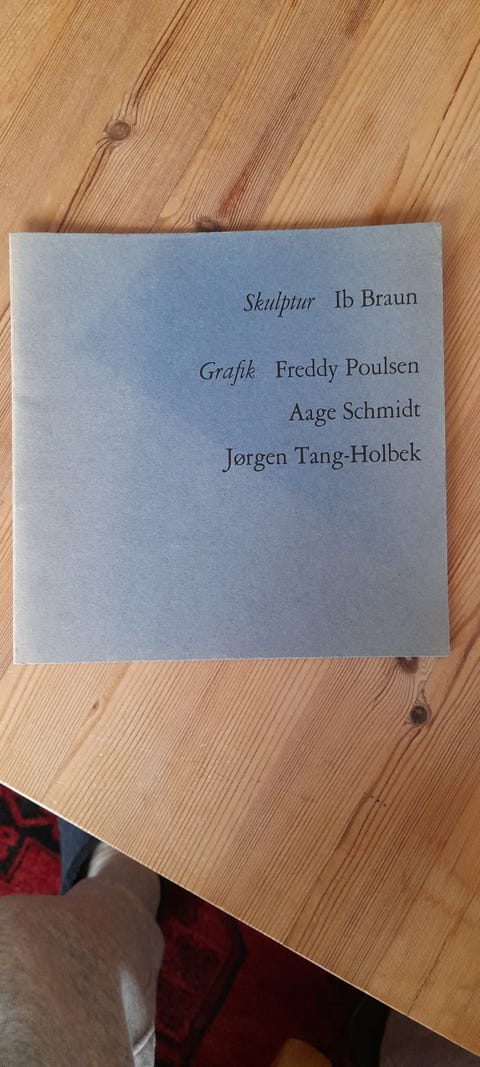 Skulptur Ib Braun
Grafik Freddy Poulsen
Aage Schmidt
Jørgen Tang-Holbek